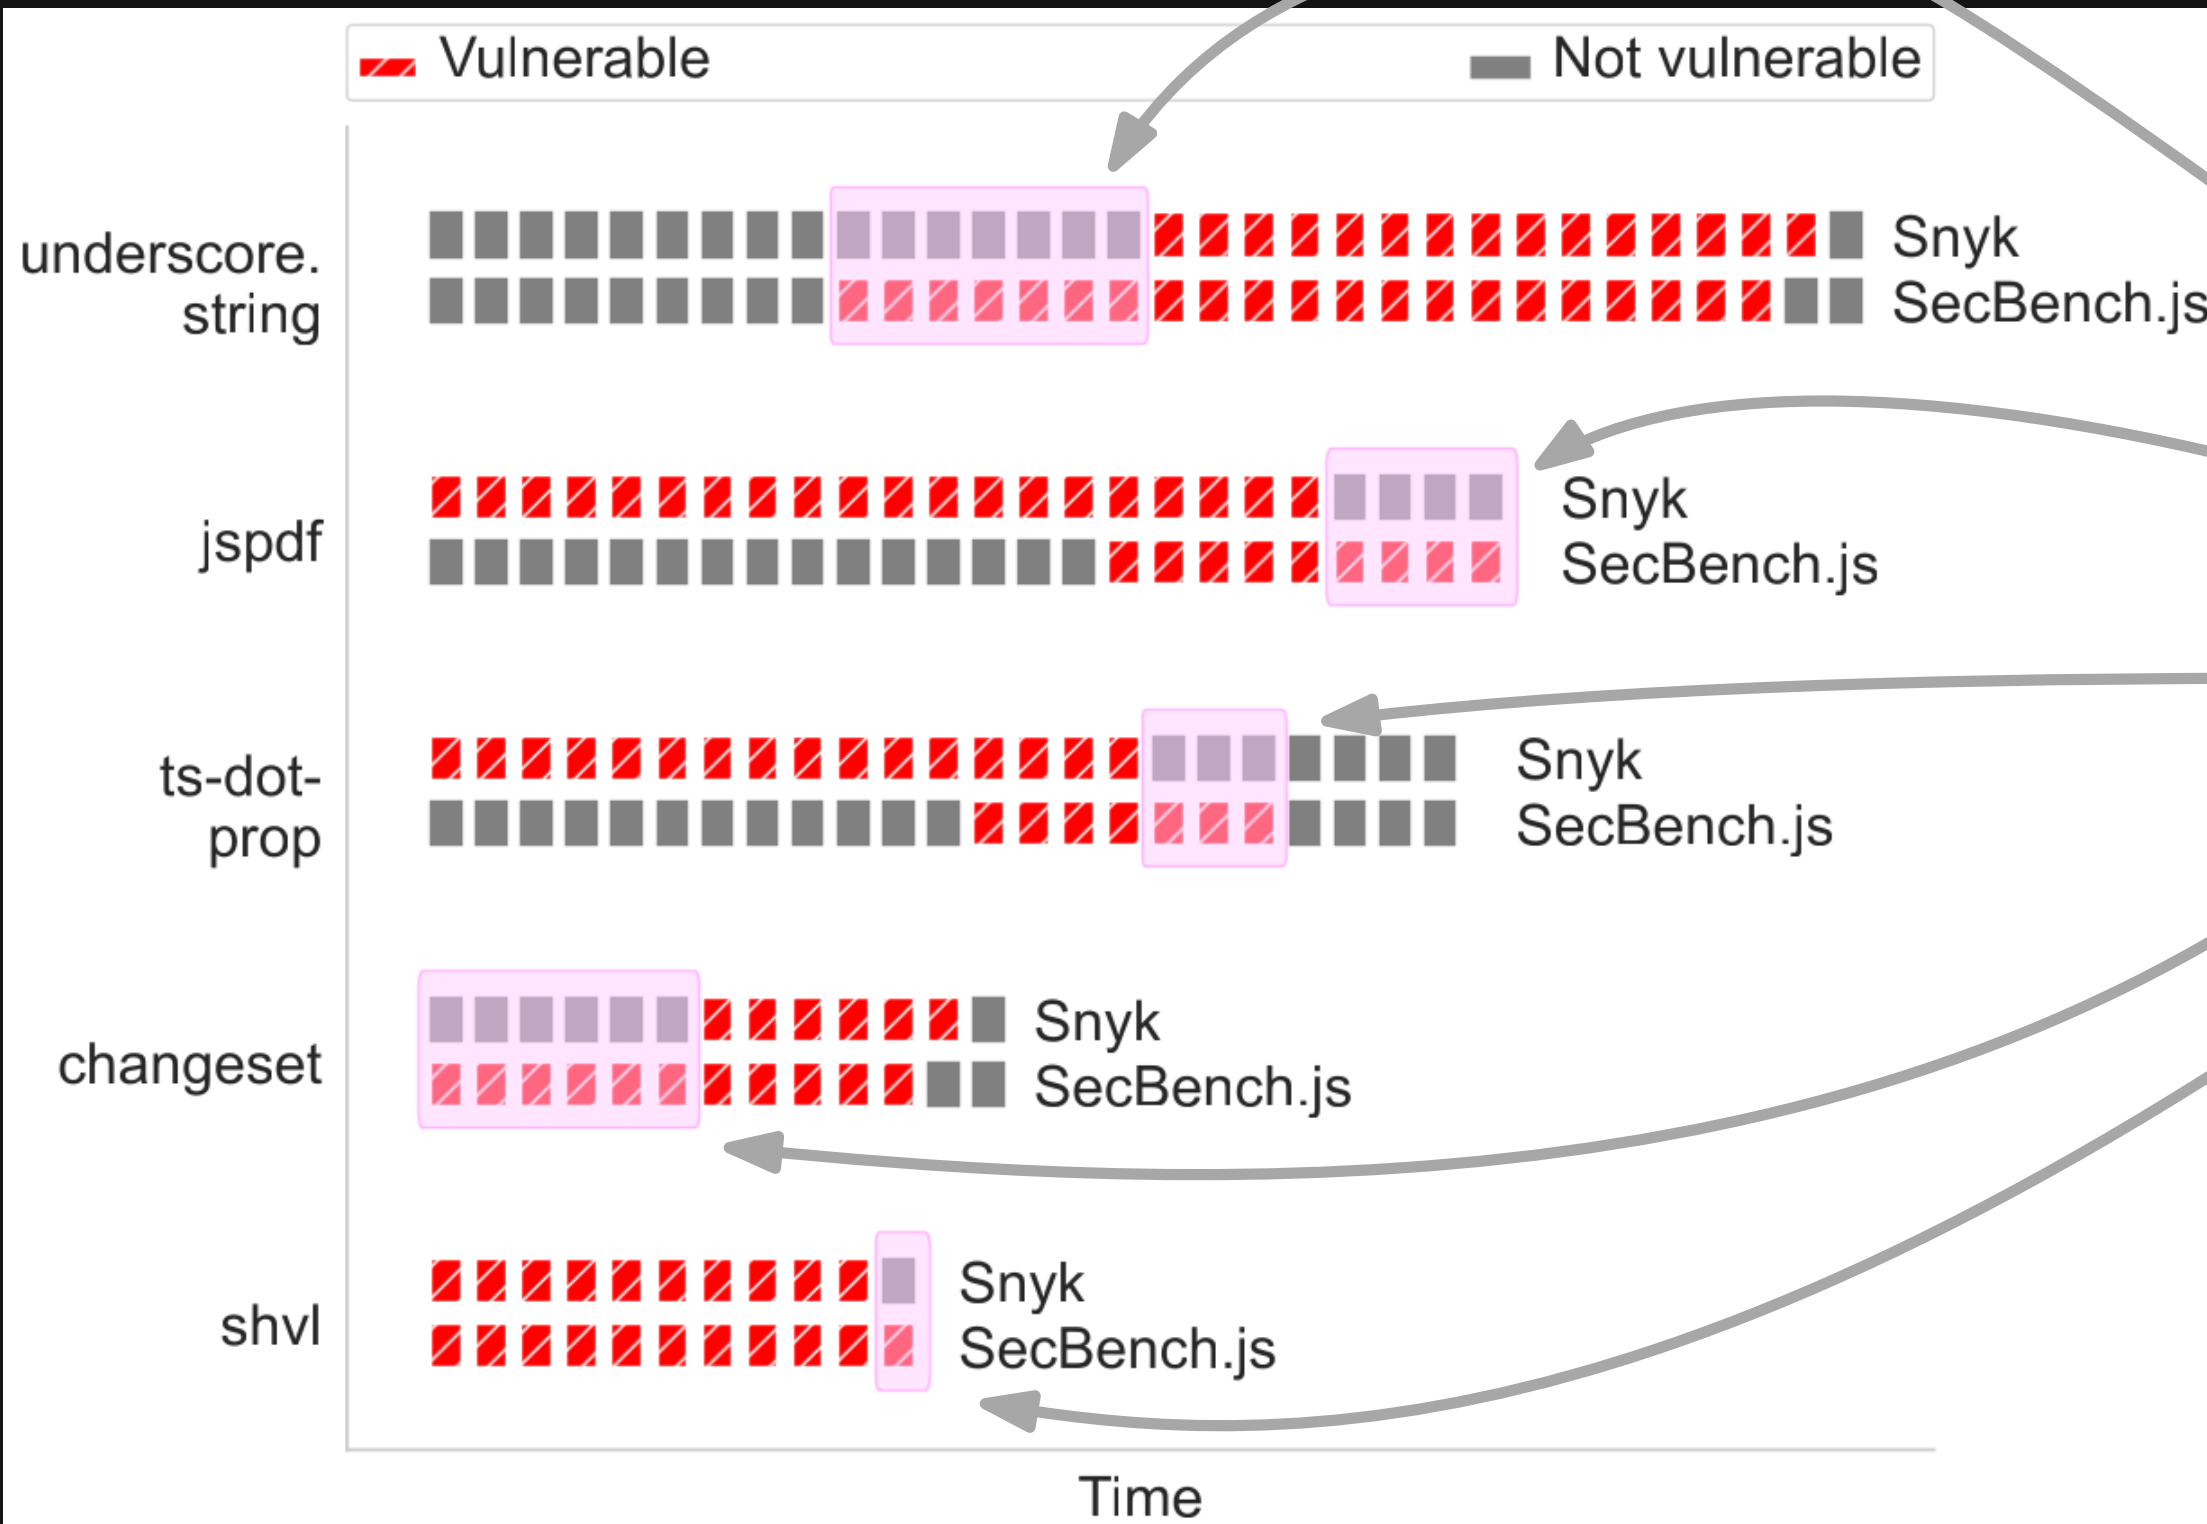 Vulnerable
Not vulnerable
underscore.
string
Snyk
SecBench.js
jspdf
Snyk
SecBench.js
ts-dot-
prop
Snyk
SecBench.js
changeset
Snyk
SecBench.js
shvl
Snyk
SecBench.js
Time